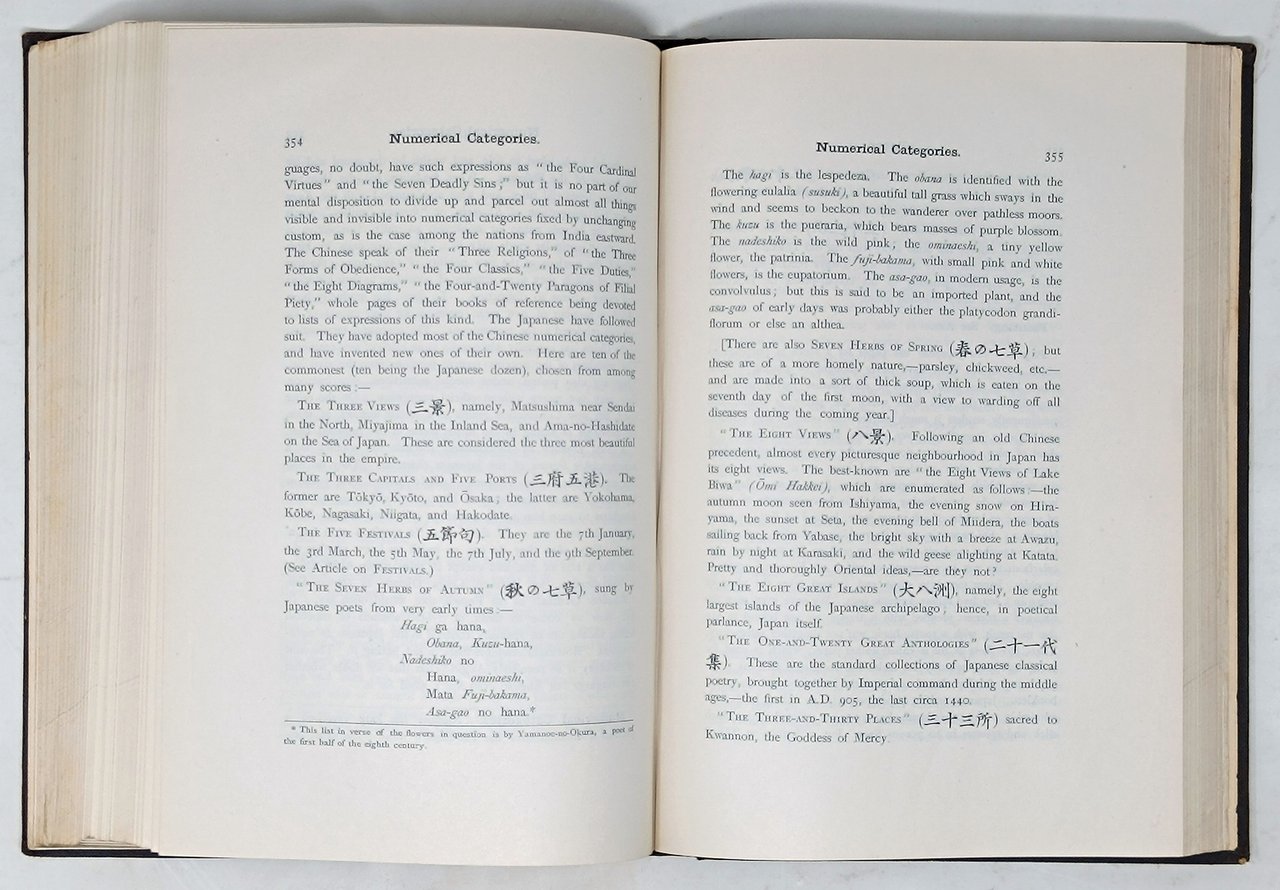 354
Numerical Categories.
guages, no doubt, have such expressions as "the Four Cardinal
Virtues" and "the Seven Deadly Sins;" but it is no part of our
mental disposition to divide up and parcel out almost all things
visible and invisible into numerical categories fixed by unchanging
custom, as is the case among the nations from India eastward.
The Chinese speak of their "Three Religions," of "the Three
Forms of Obedience," "the Four Classics," "the Five Duties,"
"the Eight Diagrams," "the Four-and-Twenty Paragons of Filial
Piety," whole pages of their books of reference being devoted
to lists of expressions of this kind. The Japanese have followed
suit. They have adopted most of the Chinese numerical categories,
and have invented new ones of their own. Here are ten of the
commonest (ten being the Japanese dozen), chosen from among
many scores :—
THE THREE VIEWS (三景), namely, Matsushima near Sendai
in the North, Miyajima in the Inland Sea, and Ama-no-Hashidate
on the Sea of Japan. These are considered the three most beautiful
places in the empire.
THE THREE CAPITALS AND FIVE PORTS (三府五港). The
former are Tōkyō, Kyōto, and Ōsaka; the latter are Yokohama,
Kōbe, Nagasaki, Niigata, and Hakodate.
THE FIVE FESTIVALS (五節句). They are the 7th January,
the 3rd March, the 5th May, the 7th July, and the 9th September.
(See Article on FESTIVALS.)
"THE SEVEN HERBS OF AUTUMN" (秋の七草), sung by
Japanese poets from very early times :—
Hagi ga hana,
Obana, Kuzu-hana,
Nadeshiko no
Hana, ominaeshi,
Mata Fuji-bakama,
Asa-gao no hana.*
* This list in verse of the flowers in question is by Yamanoe-no-Okura, a poet of
the first half of the eighth century.
Numerical Categories.
355
The hagi is the lespedeza. The obana is identified with the
flowering eulalia (susuki), a beautiful tall grass which sways in the
wind and seems to beckon to the wanderer over pathless moors.
The kuzu is the pueraria, which bears masses of purple blossom.
The nadeshiko is the wild pink; the ominaeshi, a tiny yellow
flower, the patrinia. The fuji-bakama, with small pink and white
flowers, is the eupatorium. The asa-gao, in modern usage, is the
convolvulus; but this is said to be an imported plant, and the
asa-gao of early days was probably either the platycodon grandi-
florum or else an althea.
[There are also SEVEN HERBS OF SPRING (春の七草); but
these are of a more homely nature,—parsley, chickweed, etc.—
and are made into a sort of thick soup, which is eaten on the
seventh day of the first moon, with a view to warding off all
diseases during the coming year.]
"THE EIGHT VIEWS" (八景). Following an old Chinese
precedent, almost every picturesque neighbourhood in Japan has
its eight views. The best-known are "the Eight Views of Lake
Biwa" (Ōmi Hakkei), which are enumerated as follows :—the
autumn moon seen from Ishiyama, the evening snow on Hira-
yama, the sunset at Seta, the evening bell of Miidera, the boats
sailing back from Yabase, the bright sky with a breeze at Awazu,
rain by night at Karasaki, and the wild geese alighting at Katata.
Pretty and thoroughly Oriental ideas,—are they not?
"THE EIGHT GREAT ISLANDS" (大八洲), namely, the eight
largest islands of the Japanese archipelago; hence, in poetical
parlance, Japan itself.
"THE ONE-AND-TWENTY GREAT ANTHOLOGIES" (二十一代
集). These are the standard collections of Japanese classical
poetry, brought together by Imperial command during the middle
ages,—the first in A.D. 905, the last circa 1440.
"THE THREE-AND-THIRTY PLACES" (三十三所) sacred to
Kwannon, the Goddess of Mercy.